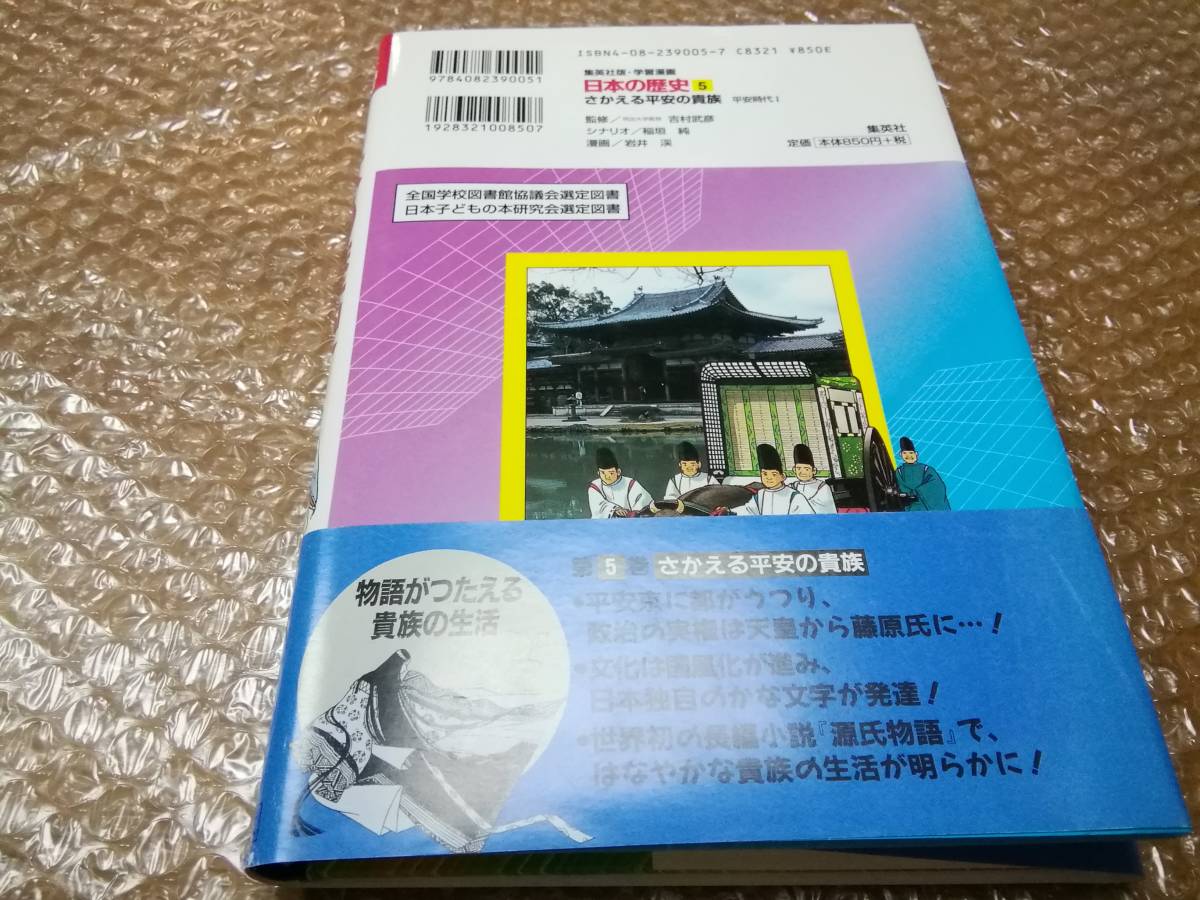 ISBN4-08-239005-7 C8321 ¥850E
9784082390051
1928321008507
集英社版・学習漫画
日本の歴史 5
さかえる平安の貴族 平安時代 I
監修/明治大学教授 吉村武彦
シナリオ/稲垣 純
漫画/岩井 渓
集英社
定価 本体850円+税
全国学校図書館協議会選定図書
日本子どもの本研究会選定図書
物語がつたえる
貴族の生活
第5巻 さかえる平安の貴族
•平安京に都がうつり、
政治の実権は天皇から藤原氏に…!
•文化は国風化が進み、
日本独自のかな文字が発達!
•世界初の長編小説『源氏物語』で、
はなやかな貴族の生活が明らかに!